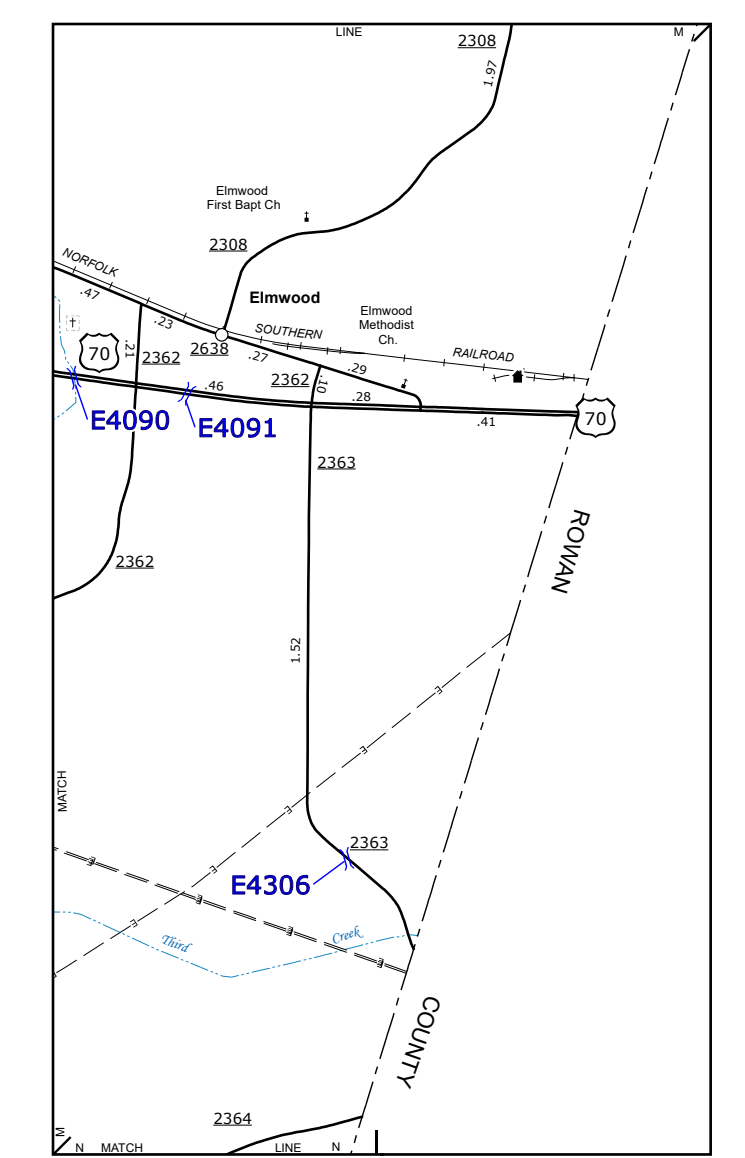 LINE
M
2308
1.97
Elmwood
First Bapt Ch
2308
NORFOLK
.47
Elmwood
.23
Elmwood
Methodist
Ch.
SOUTHERN
RAILROAD
70
.21
2362
2638
.27
.29
2362
.10
.46
.28
70
.41
E4090
E4091
2363
ROWAN
2362
1.52
MATCH
2363
E4306
Third
Creek
COUNTY
2364
M
N
MATCH
LINE
N